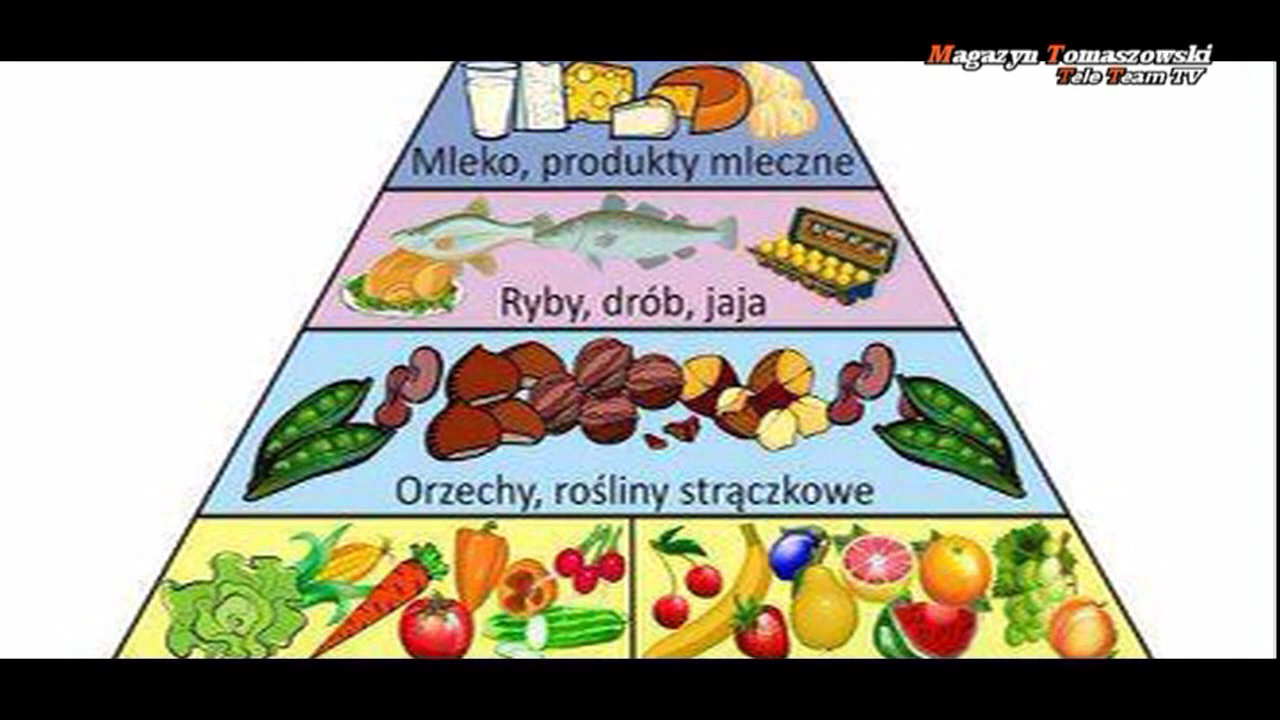 Magazyn Tomaszowski
Tele Team TV
Mleko, produkty mleczne
Ryby, drób, jaja
Orzechy, rośliny strączkowe